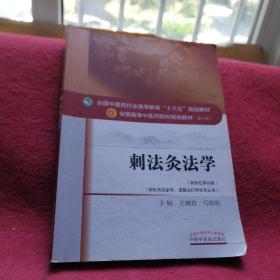 全国中医药行业高等教育“十三五”规划教材
全国高等中医药院校规划教材（第十版）
刺法灸法学
（新世纪第四版）
（供针灸推拿学、康复治疗学等专业用）
主编 王富春 马铁明
中国中医药出版社